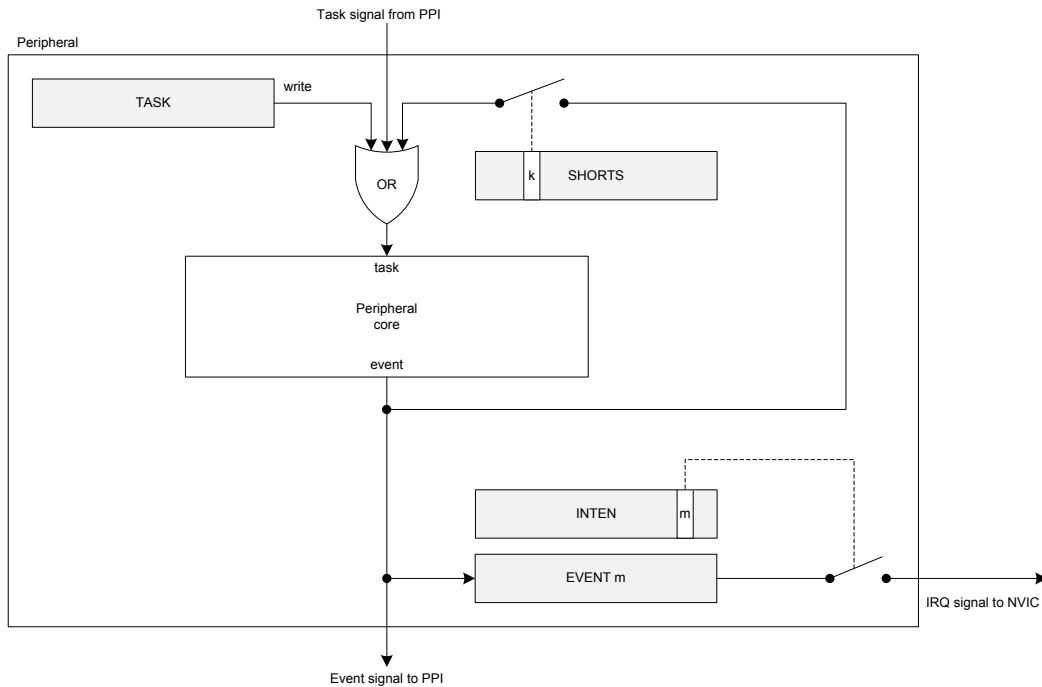 Task signal from PPI
Peripheral
write
TASK
OR
k
SHORTS
task
Peripheral
core
event
INTEN
m
EVENT m
IRQ signal to NVIC
Event signal to PPI